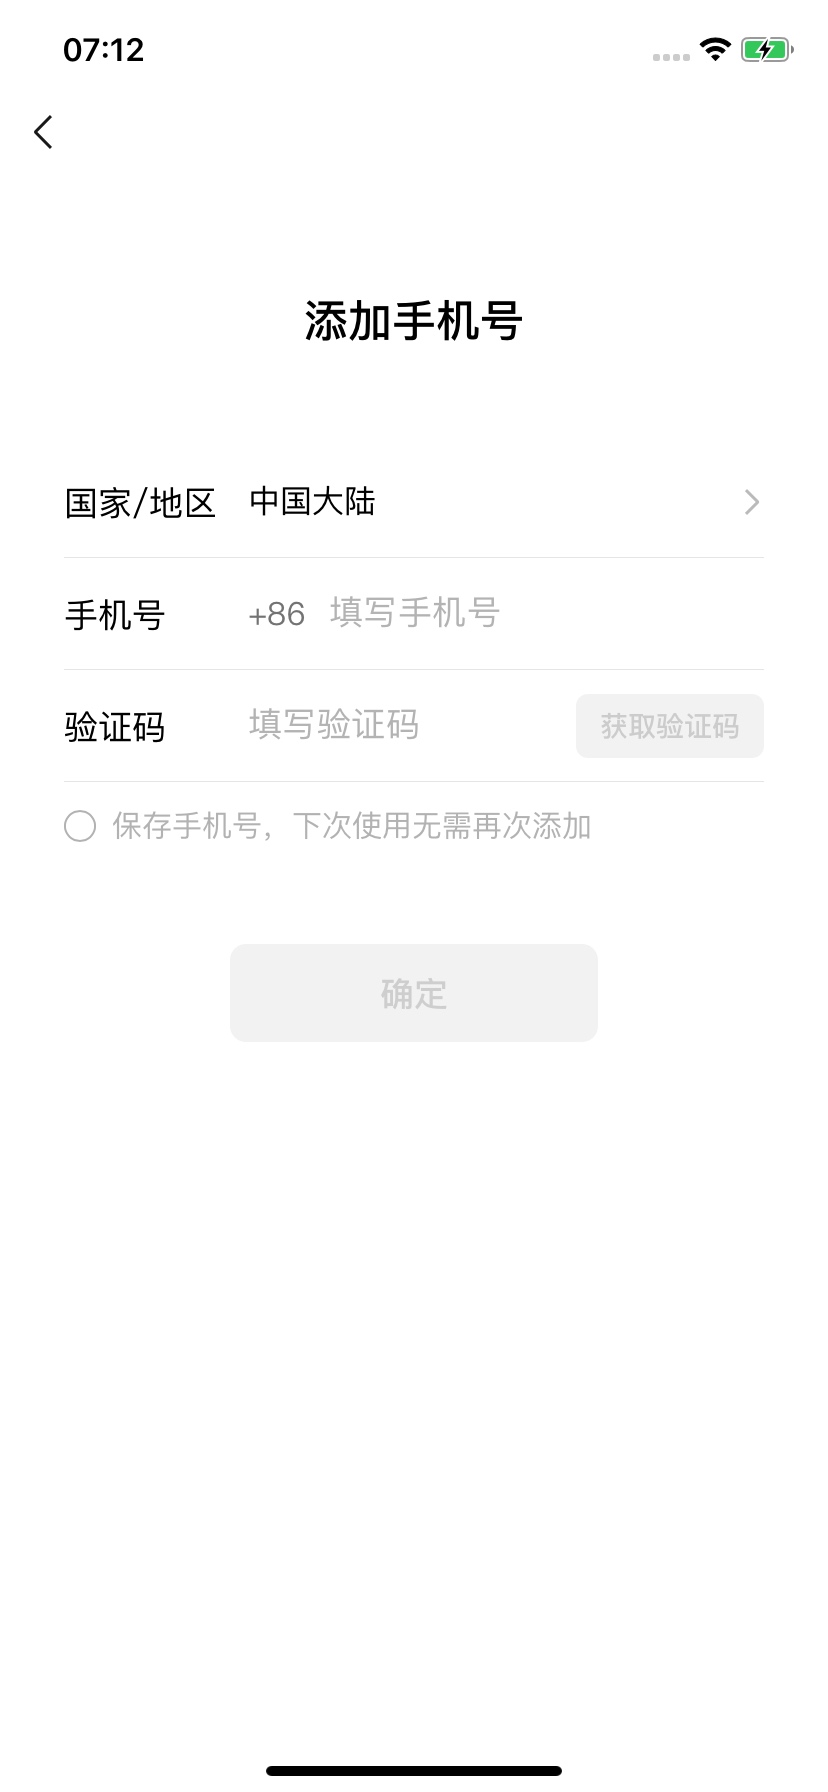 07:12
添加手机号
国家/地区 中国大陆
手机号 +86 填写手机号
验证码 填写验证码 获取验证码
保存手机号，下次使用无需再次添加
确定